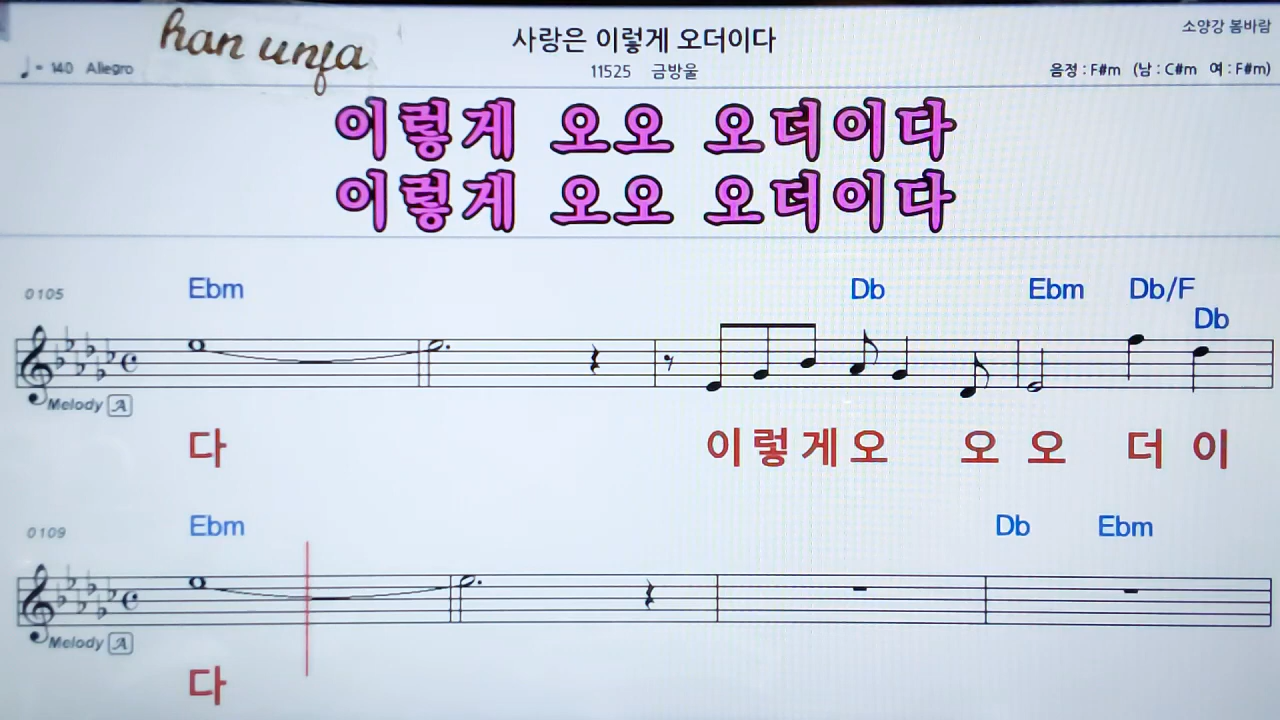 han unja
사랑은 이렇게 오더이다
소양강 봄바람
♩= 140 Allegro
11525 금방울
음정 : F#m (남 : C#m 여 : F#m)
이렇게 오오 오더이다
이렇게 오오 오더이다
0105 Ebm Db Ebm Db/F
Db
Melody A
다 이 렇 게 오 오 오 더 이
0109 Ebm Db Ebm
Melody A
다